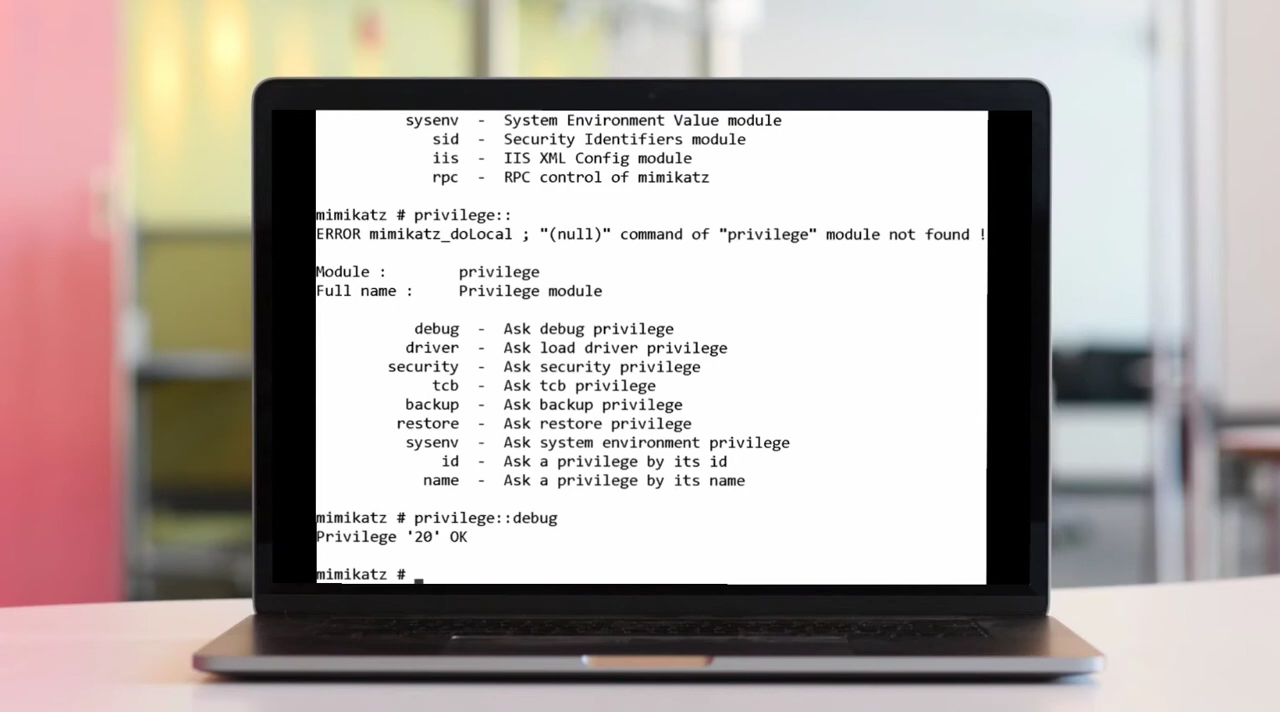 sysenv - System Environment Value module
sid - Security Identifiers module
iis - IIS XML Config module
rpc - RPC control of mimikatz
mimikatz # privilege::
ERROR mimikatz_doLocal ; "(null)" command of "privilege" module not found !
Module : privilege
Full name : Privilege module
debug - Ask debug privilege
driver - Ask load driver privilege
security - Ask security privilege
tcb - Ask tcb privilege
backup - Ask backup privilege
restore - Ask restore privilege
sysenv - Ask system environment privilege
id - Ask a privilege by its id
name - Ask a privilege by its name
mimikatz # privilege::debug
Privilege '20' OK
mimikatz #